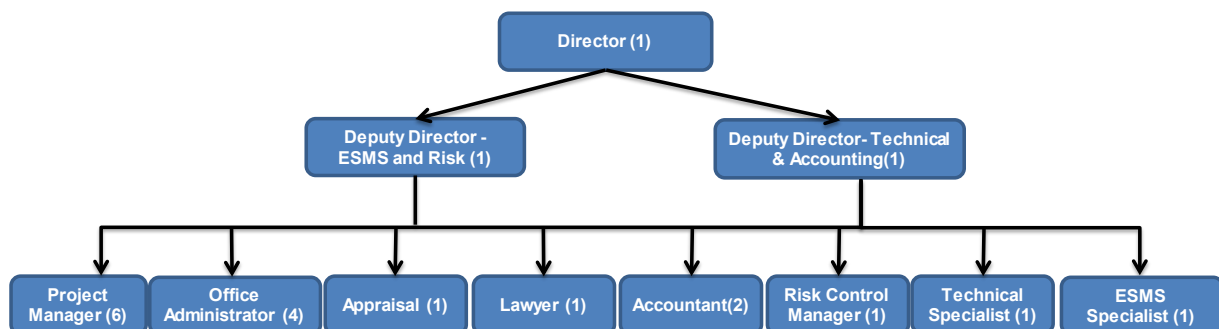 Director (1)
Deputy Director -
ESMS and Risk (1)
Deputy Director- Technical
& Accounting(1)
Project
Manager (6)
Office
Administrator (4)
Appraisal (1)
Lawyer (1)
Accountant(2)
Risk Control
Manager (1)
Technical
Specialist (1)
ESMS
Specialist (1)